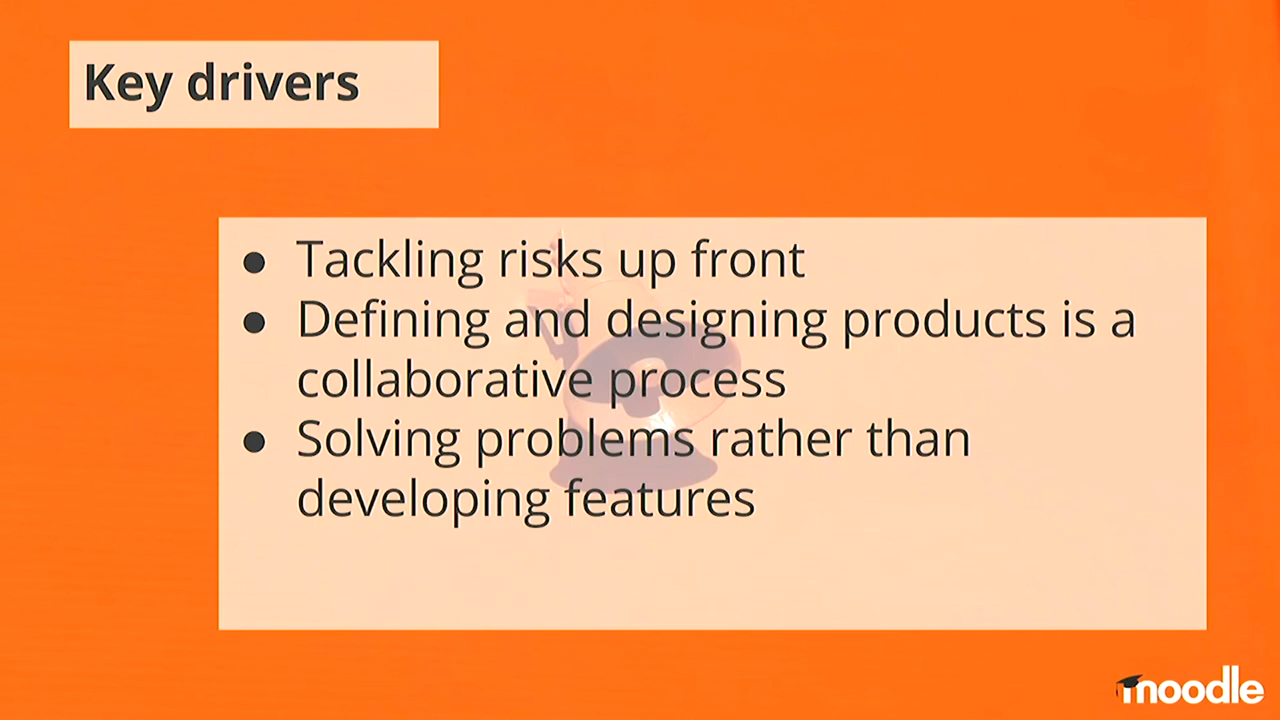 Key drivers
● Tackling risks up front
● Defining and designing products is a
collaborative process
● Solving problems rather than
developing features
moodle